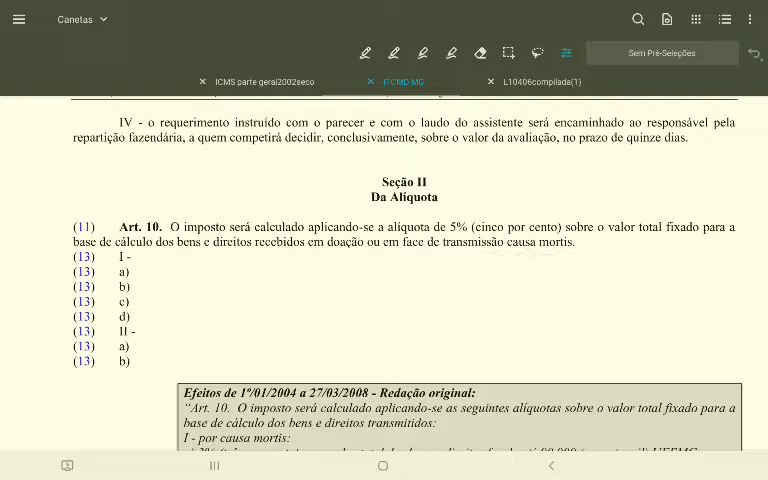 Canetas
Sem Pré-Seleções
ICMS parte geral2002seco
ITCMD MG
L10406compilada(1)
IV - o requerimento instruído com o parecer e com o laudo do assistente será encaminhado ao responsável pela
repartição fazendária, a quem competirá decidir, conclusivamente, sobre o valor da avaliação, no prazo de quinze dias.
Seção II
Da Alíquota
(11) Art. 10. O imposto será calculado aplicando-se a alíquota de 5% (cinco por cento) sobre o valor total fixado para a
base de cálculo dos bens e direitos recebidos em doação ou em face de transmissão causa mortis.
(13) I -
(13) a)
(13) b)
(13) c)
(13) d)
(13) II -
(13) a)
(13) b)
Efeitos de 1º/01/2004 a 27/03/2008 - Redação original:
“Art. 10. O imposto será calculado aplicando-se as seguintes alíquotas sobre o valor total fixado para a
base de cálculo dos bens e direitos transmitidos:
I - por causa mortis: